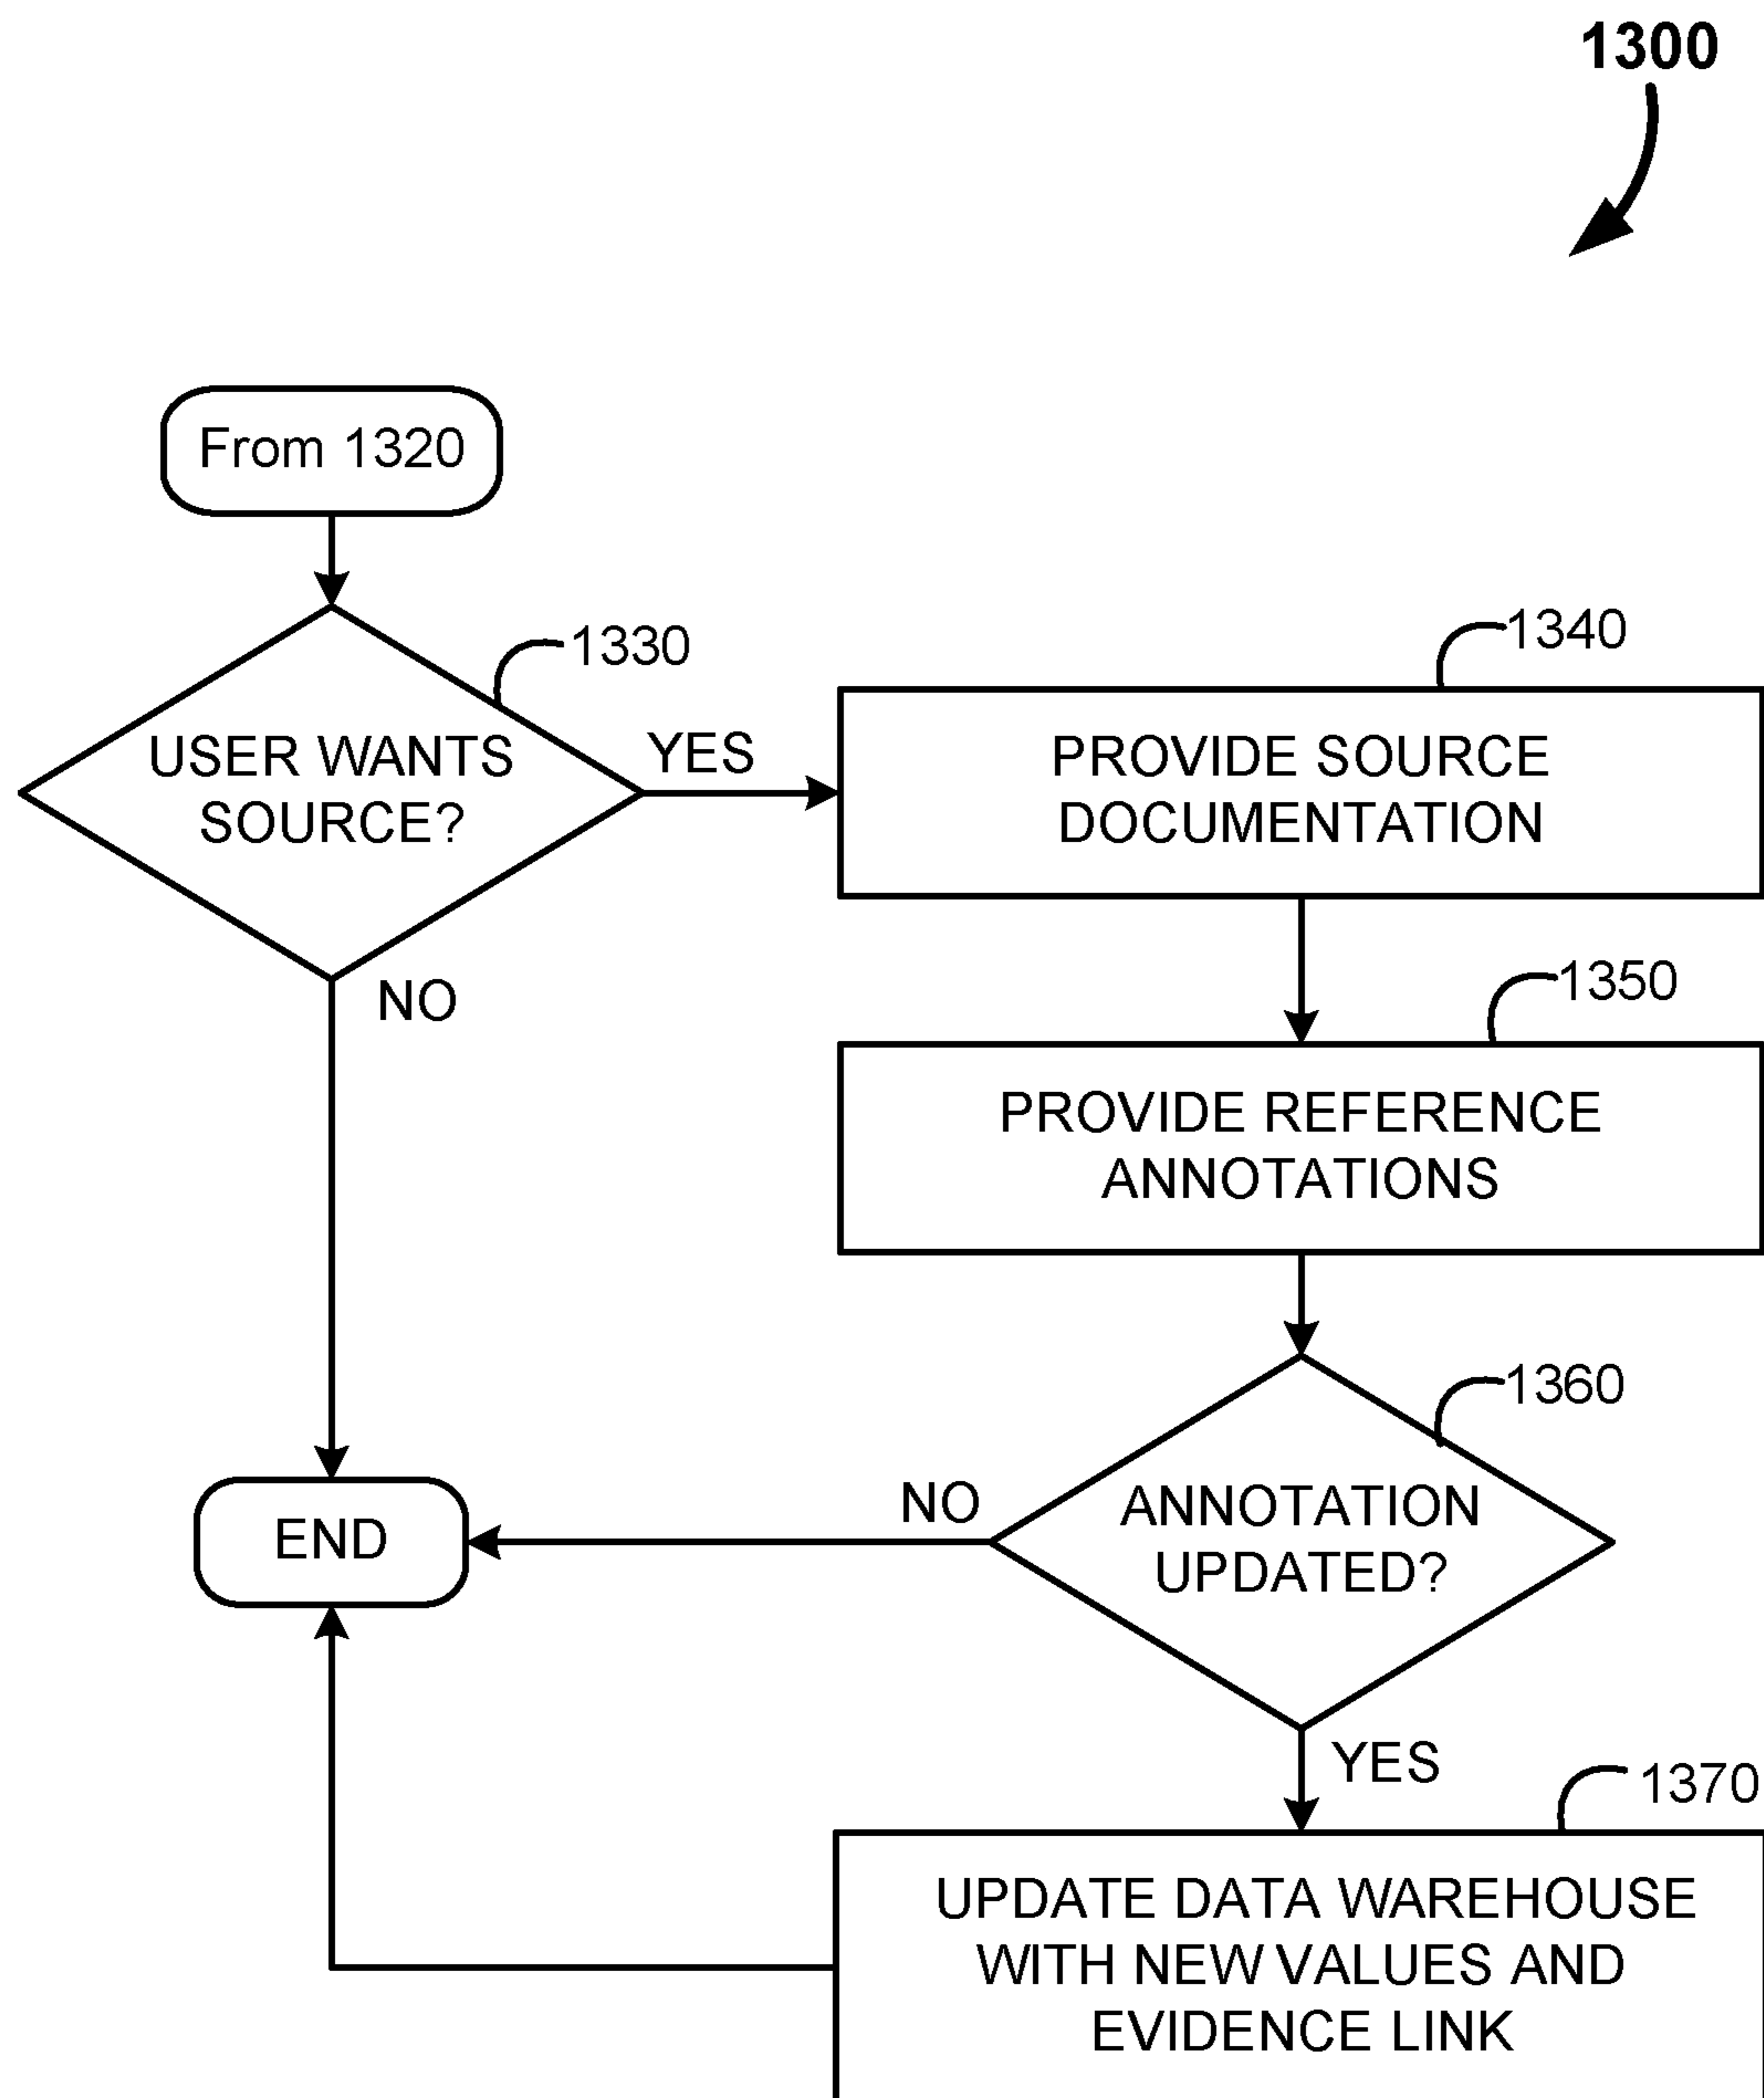 1300
From 1320
1330
USER WANTS
SOURCE?
YES
NO
1340
PROVIDE SOURCE
DOCUMENTATION
1350
PROVIDE REFERENCE
ANNOTATIONS
1360
ANNOTATION
UPDATED?
NO
END
YES
1370
UPDATE DATA WAREHOUSE
WITH NEW VALUES AND
EVIDENCE LINK